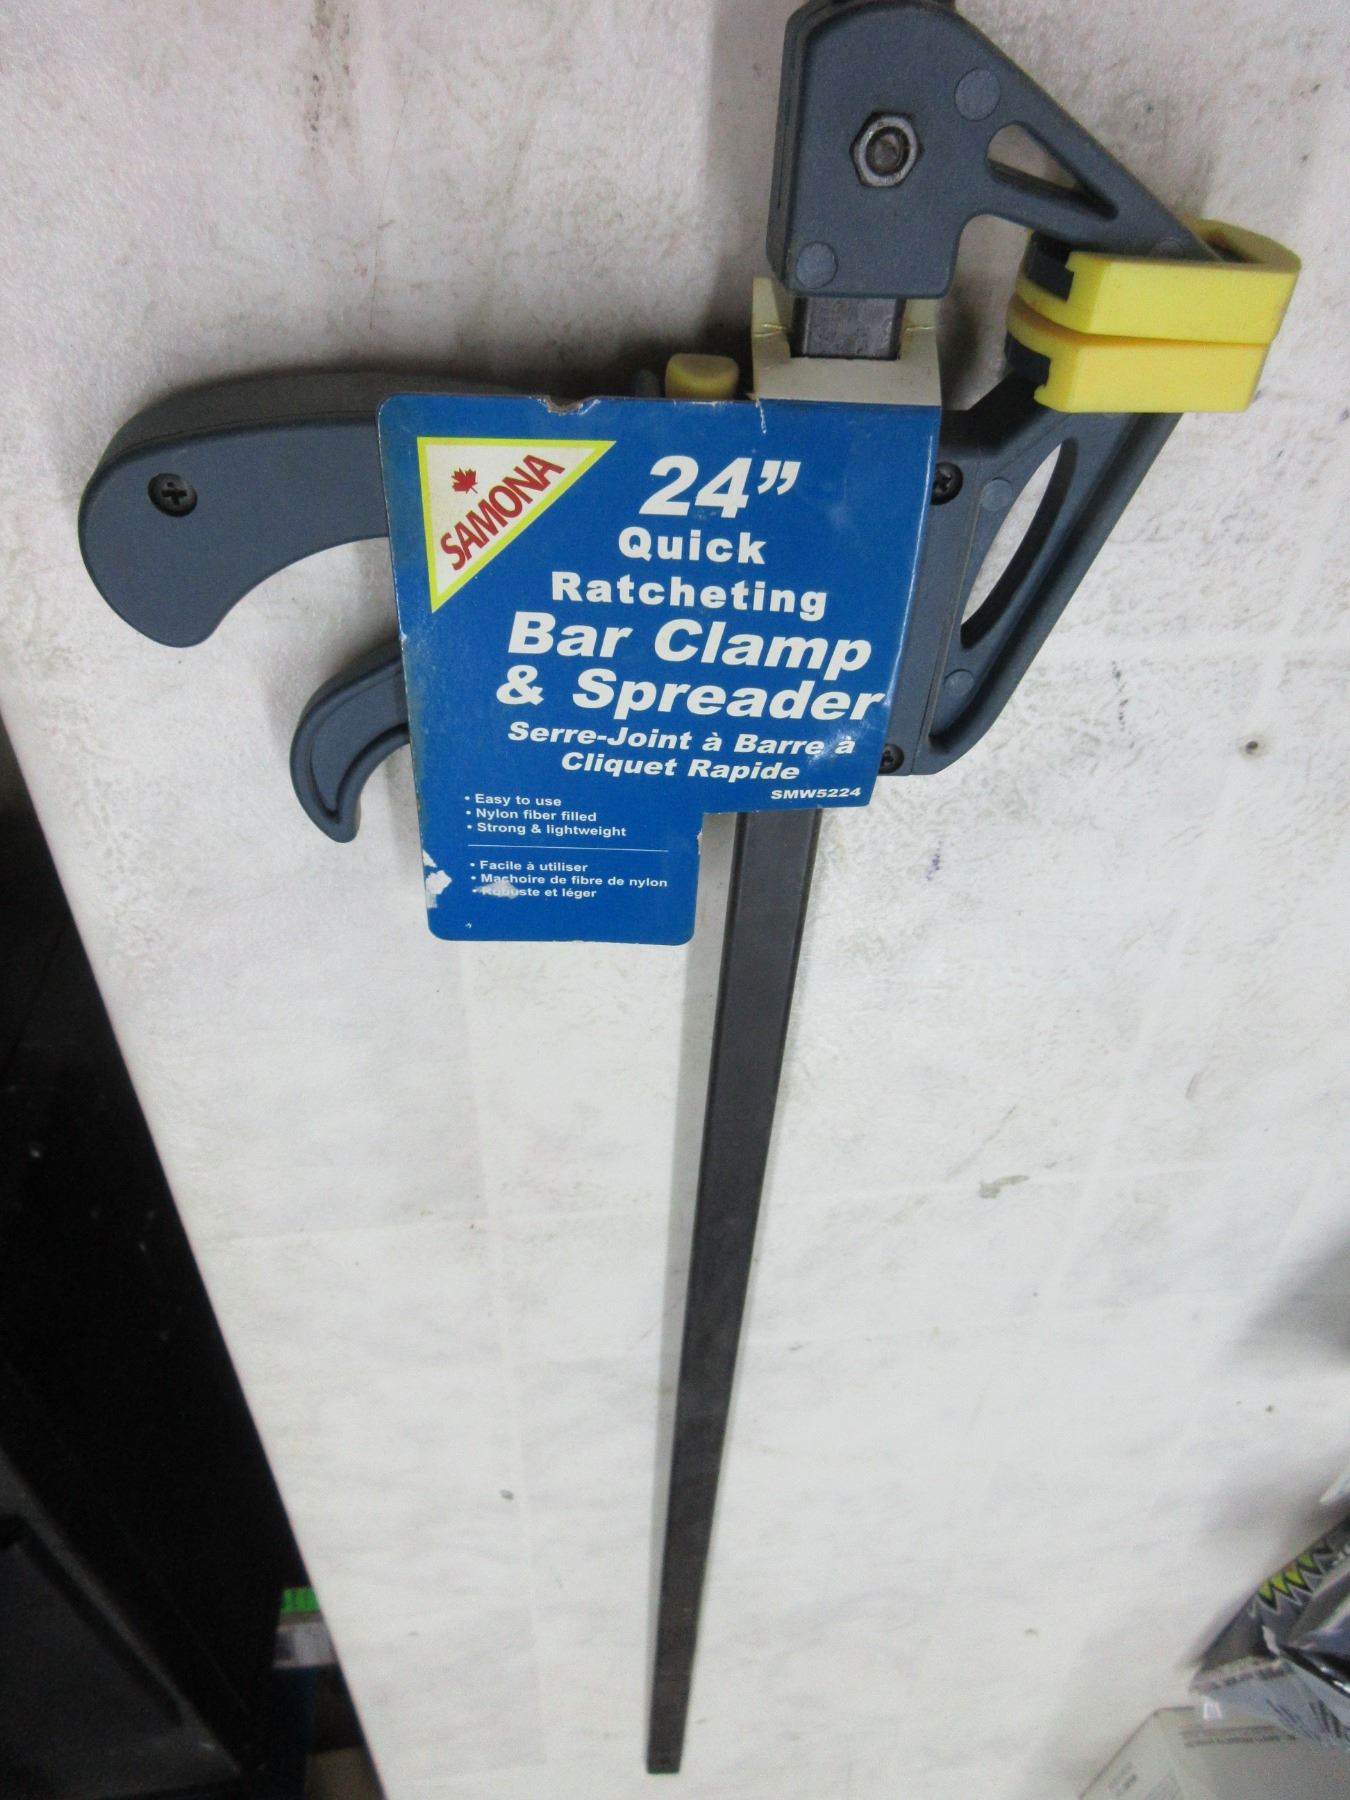 SAMONA
24”
Quick
Ratcheting
Bar Clamp
& Spreader
Serre-Joint à Barre à
Cliquet Rapide
SMW5224
• Easy to use
• Nylon fiber filled
• Strong & lightweight
• Facile à utiliser
• Machoire de fibre de nylon
• Robuste et léger